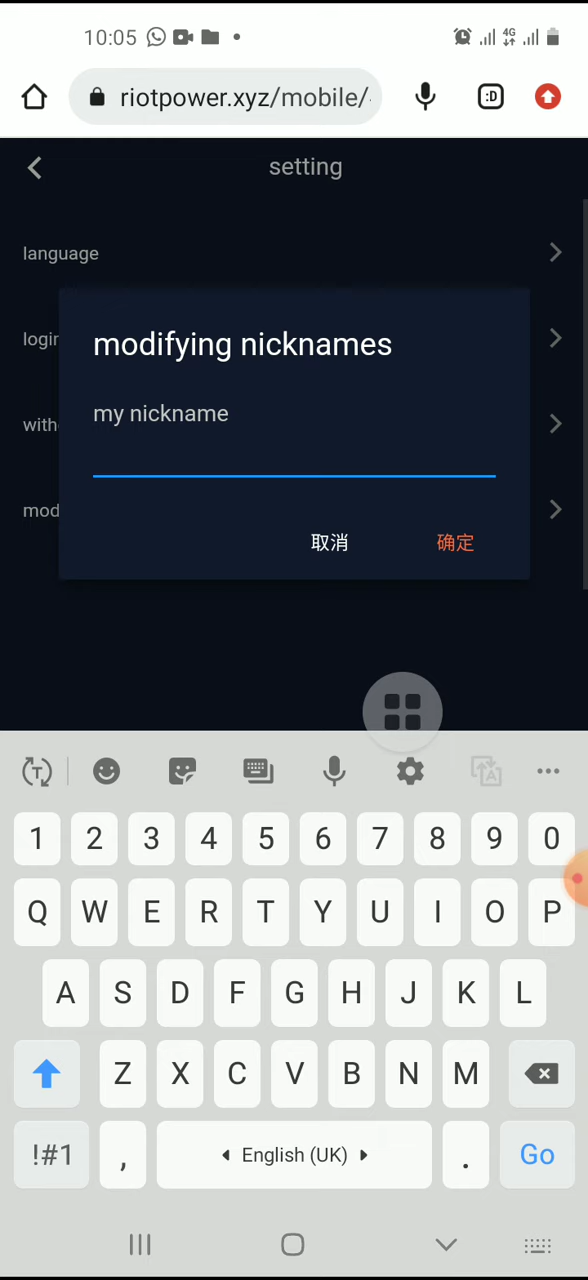 10:05
4G
riotpower.xyz/mobile/
:D
setting
language
login
with
mod
modifying nicknames
my nickname
取消 确定
T
A
1 2 3 4 5 6 7 8 9 0
Q W E R T Y U I O P
A S D F G H J K L
Z X C V B N M
!#1 , English (UK) . Go